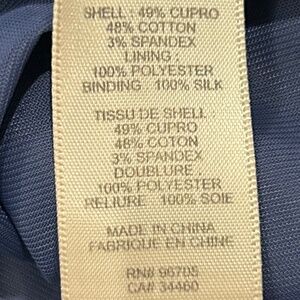 SHELL : 49% CUPRO
48% COTTON
3% SPANDEX
LINING :
100% POLYESTER
BINDING : 100% SILK
TISSU DE SHELL :
49% CUPRO
48% COTON
3% SPANDEX
DOUBLURE :
100% POLYESTER
RELIURE : 100% SOIE
MADE IN CHINA
FABRIQUE EN CHINE
RN# 96705
CA# 34460